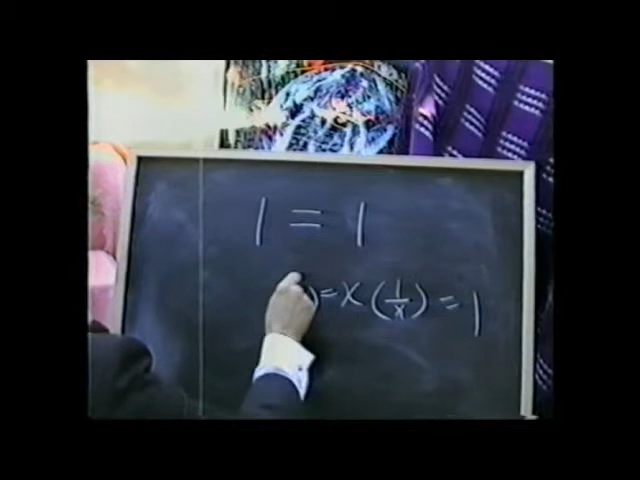 1 = 1
) = x (1/x) = 1